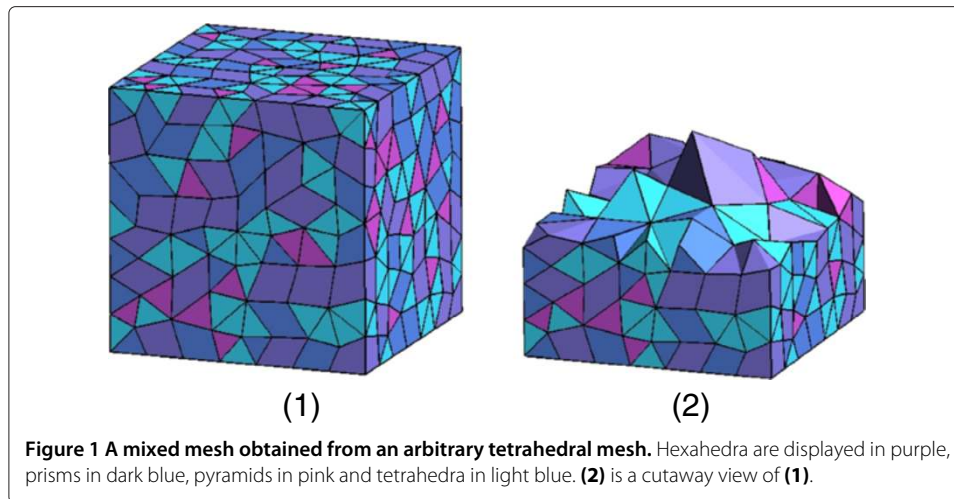 (1)
(2)
Figure 1 A mixed mesh obtained from an arbitrary tetrahedral mesh. Hexahedra are displayed in purple,
prisms in dark blue, pyramids in pink and tetrahedra in light blue. (2) is a cutaway view of (1).